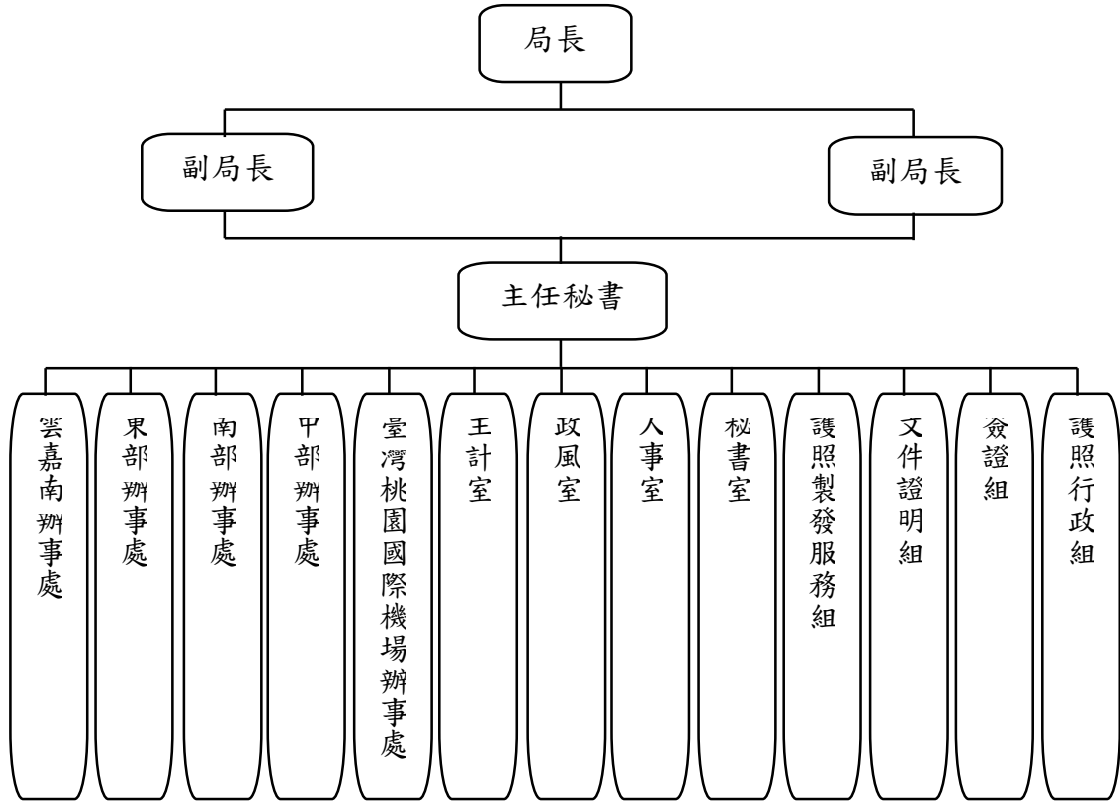 局長
副局長
副局長
主任秘書
雲嘉南辦事處
東部辦事處
南部辦事處
中部辦事處
臺灣桃園國際機場辦事處
主計室
政風室
人事室
秘書室
護照製發服務組
文件證明組
簽證組
護照行政組